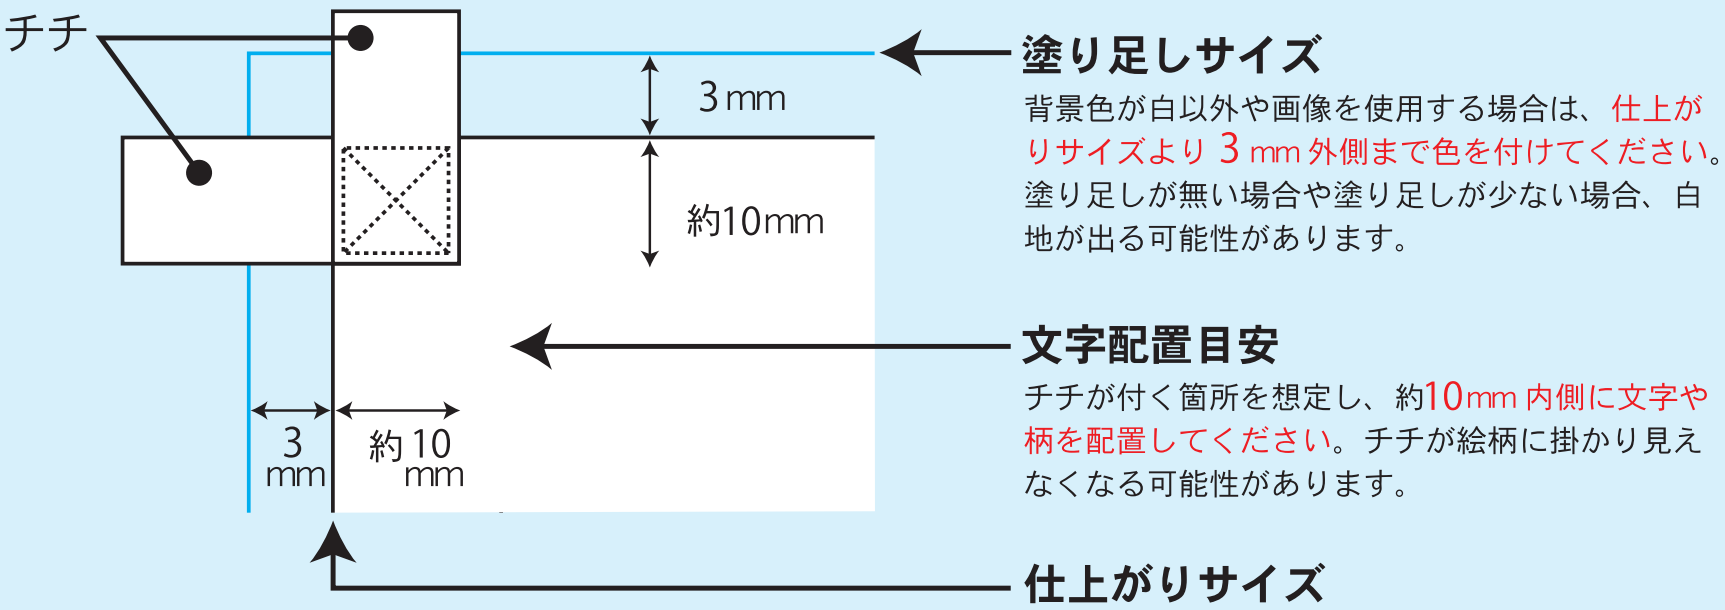 チチ
3 mm
約10mm
3
mm
約10
mm
塗り足しサイズ
背景色が白以外や画像を使用する場合は、仕上が
りサイズより 3 mm 外側まで色を付けてください。
塗り足しが無い場合や塗り足しが少ない場合、白
地が出る可能性があります。
文字配置目安
チチが付く箇所を想定し、約10mm 内側に文字や
柄を配置してください。チチが絵柄に掛かり見え
なくなる可能性があります。
仕上がりサイズ